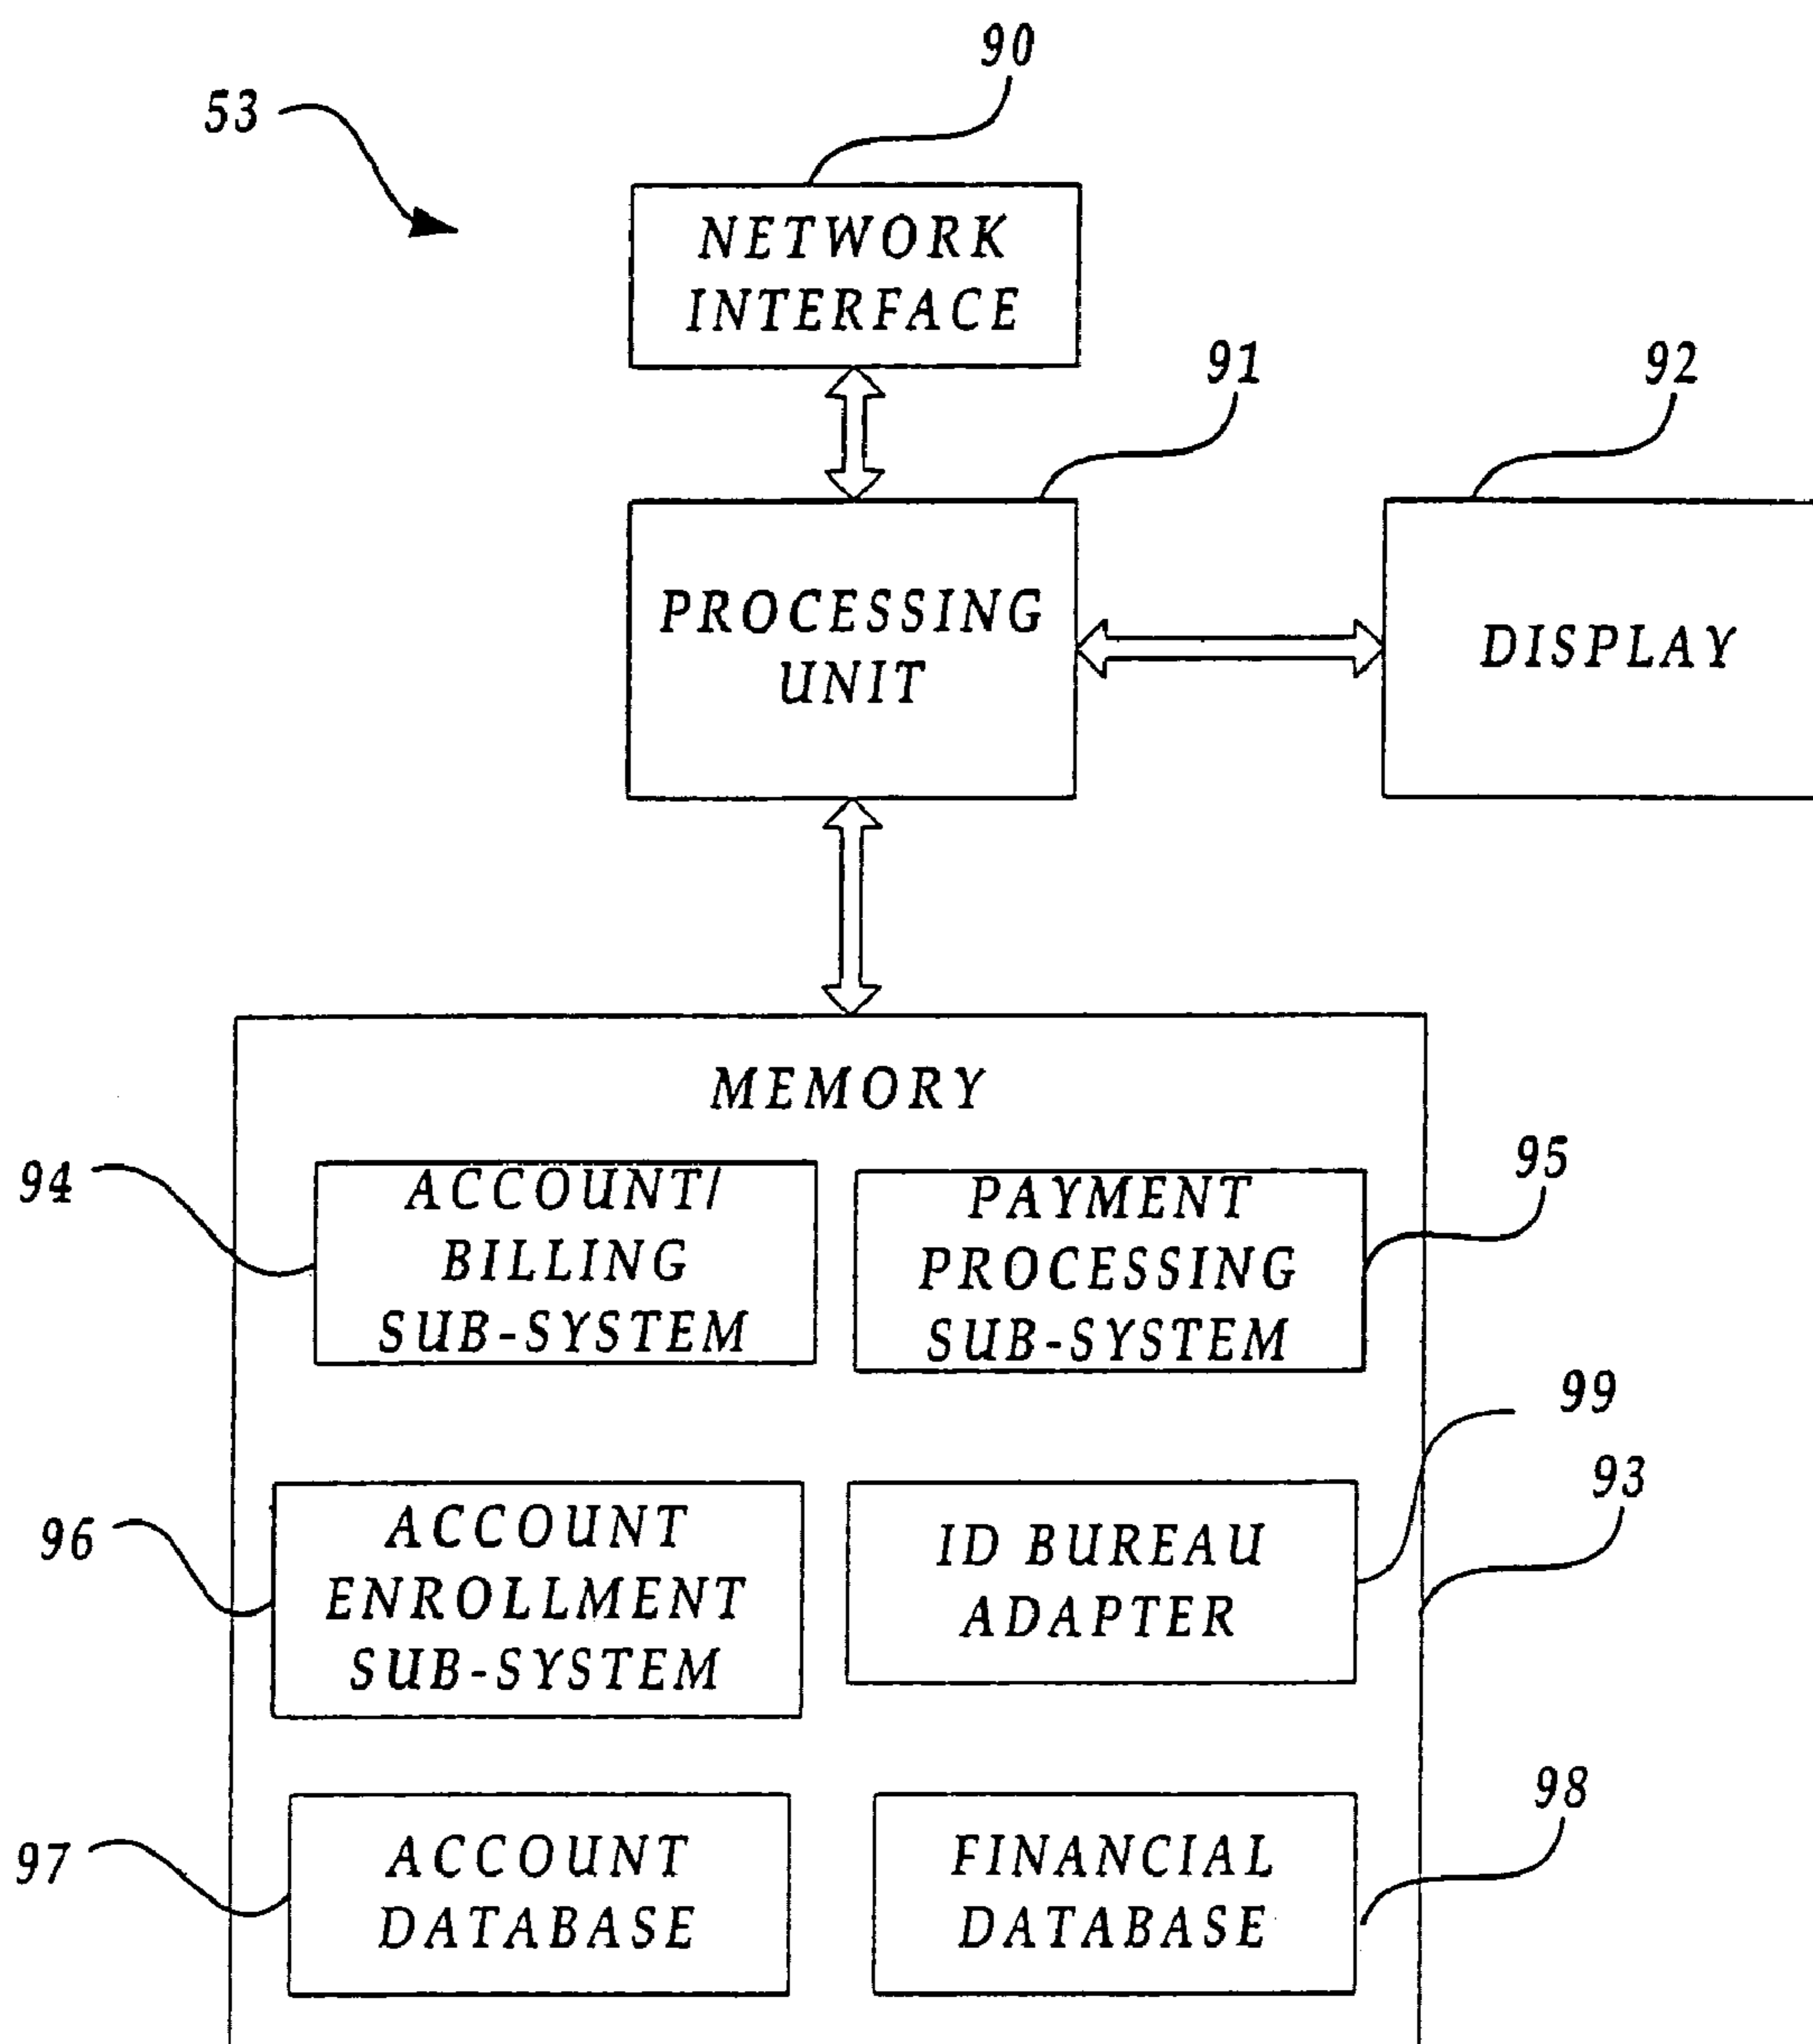 90
53
NETWORK
INTERFACE
91
92
PROCESSING
UNIT
DISPLAY
MEMORY
94
ACCOUNT/
BILLING
SUB-SYSTEM
PAYMENT
PROCESSING
SUB-SYSTEM
95
99
93
96
ACCOUNT
ENROLLMENT
SUB-SYSTEM
ID BUREAU
ADAPTER
97
ACCOUNT
DATABASE
FINANCIAL
DATABASE
98